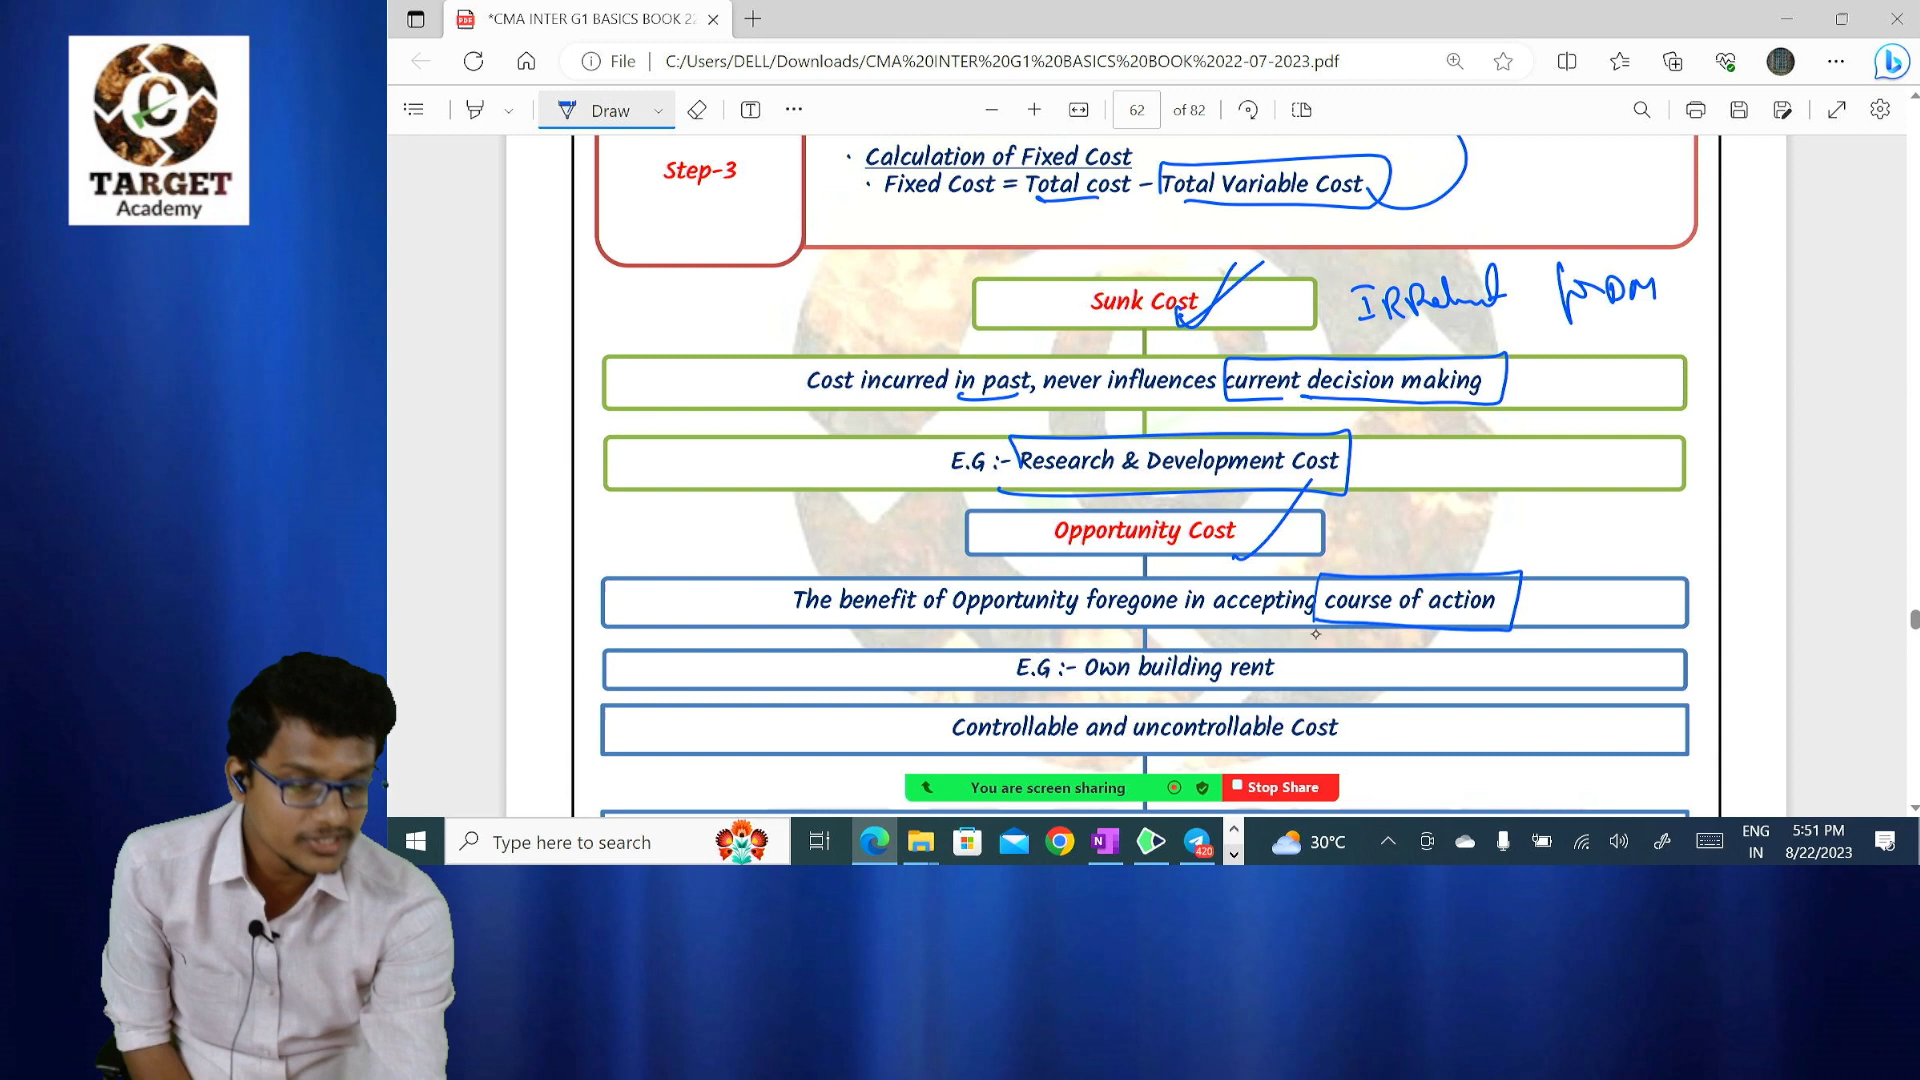 *CMA INTER G1 BASICS BOOK 22
File
C:/Users/DELL/Downloads/CMA%20INTER%20G1%20BASICS%20BOOK%2022-07-2023.pdf
Draw
62 of 82
TARGET
Academy
Step-3
· Calculation of Fixed Cost
· Fixed Cost = Total cost – Total Variable Cost
Sunk Cost
for DM
Cost incurred in past, never influences current decision making
E.G :- Research & Development Cost
Opportunity Cost
The benefit of Opportunity foregone in accepting course of action
E.G :- Own building rent
Controllable and uncontrollable Cost
You are screen sharing
Stop Share
Type here to search
420
30°C
ENG
IN
5:51 PM
8/22/2023